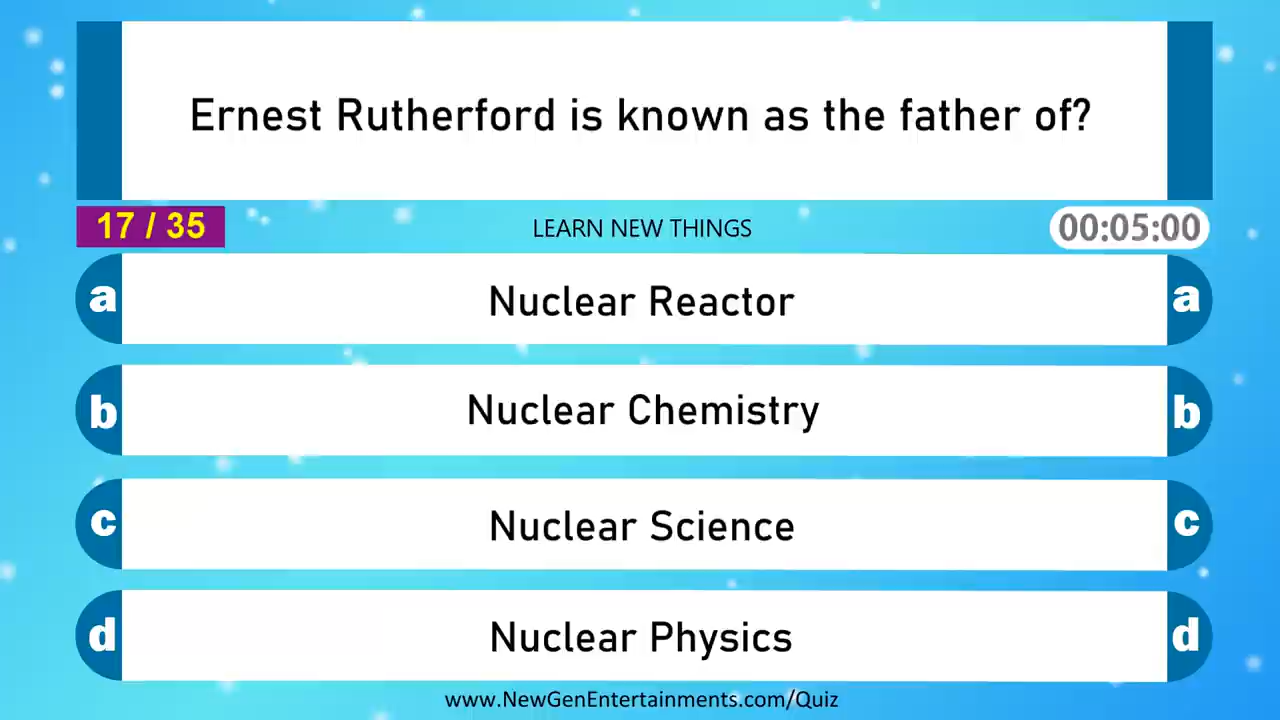 Ernest Rutherford is known as the father of?
17 / 35
LEARN NEW THINGS
00:05:00
a
Nuclear Reactor
a
b
Nuclear Chemistry
b
c
Nuclear Science
c
d
Nuclear Physics
d
www.NewGenEntertainments.com/Quiz